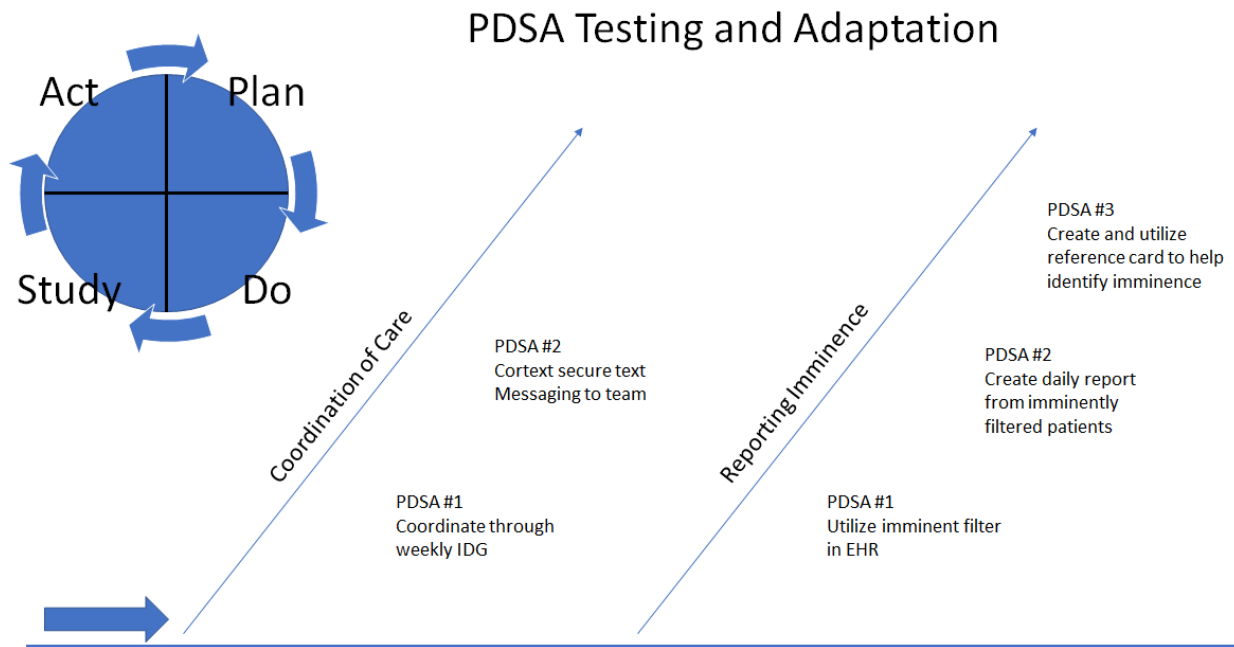 PDSA Testing and Adaptation
Act
Plan
Study
Do
Coordination of Care
PDSA #2
Cortext secure text
Messaging to team
PDSA #1
Coordinate through
weekly IDG
Reporting Imminence
PDSA #3
Create and utilize
reference card to help
identify imminence
PDSA #2
Create daily report
from imminently
filtered patients
PDSA #1
Utilize imminent filter
in EHR